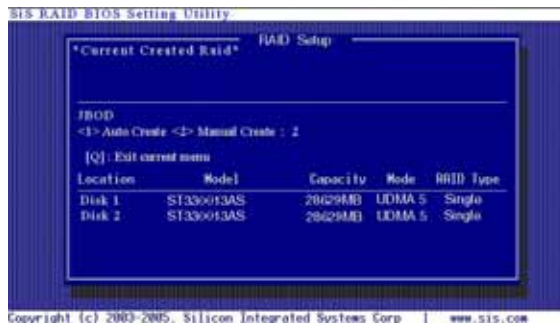 SiS RAID BIOS Setting Utility
RAID Setup
*Current Created Raid*
JBOD
<1> Auto Create <2> Manual Create : 2
[Q] : Exit current menu
Location Model Capacity Mode RAID Type
Disk 1 ST330013AS 28629MB UDMA 5 Single
Disk 2 ST330013AS 28629MB UDMA 5 Single
Copyright (c) 2003-2005. Silicon Integrated Systems Corp | www.sis.com